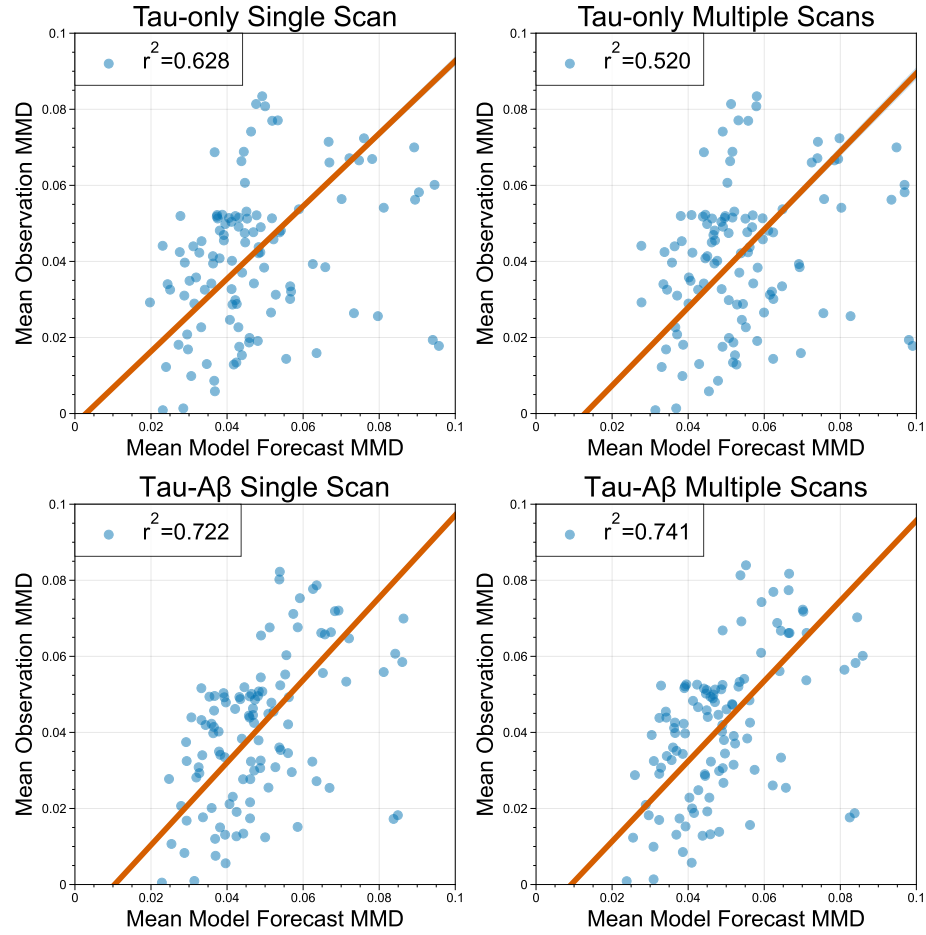 Tau-only Single Scan
r²=0.628
Mean Observation MMD
0.1
0.08
0.06
0.04
0.02
0
0 0.02 0.04 0.06 0.08 0.1
Mean Model Forecast MMD
Tau-only Multiple Scans
r²=0.520
Mean Observation MMD
0.1
0.08
0.06
0.04
0.02
0
0 0.02 0.04 0.06 0.08 0.1
Mean Model Forecast MMD
Tau-Aβ Single Scan
r²=0.722
Mean Observation MMD
0.1
0.08
0.06
0.04
0.02
0
0 0.02 0.04 0.06 0.08 0.1
Mean Model Forecast MMD
Tau-Aβ Multiple Scans
r²=0.741
Mean Observation MMD
0.1
0.08
0.06
0.04
0.02
0
0 0.02 0.04 0.06 0.08 0.1
Mean Model Forecast MMD